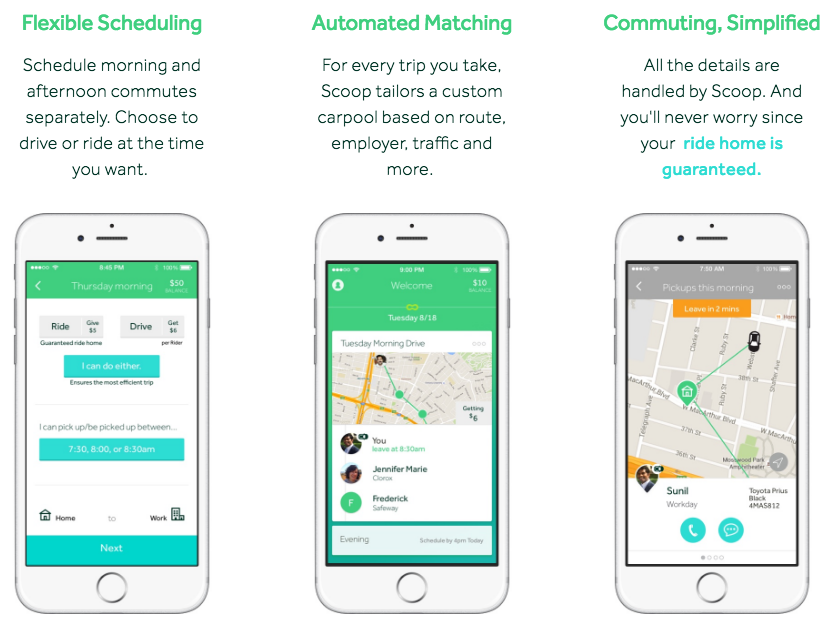 Flexible Scheduling
Schedule morning and
afternoon commutes
separately. Choose to
drive or ride at the time
you want.
8:45 PM
100%
Thursday morning
$50
BALANCE
Ride
Give
$5
Drive
Get
$6
Guaranteed ride home
per Rider
I can do either.
Ensures the most efficient trip
I can pick up/be picked up between...
7:30, 8:00, or 8:30am
Home
to
Work
Next
Automated Matching
For every trip you take,
Scoop tailors a custom
carpool based on route,
employer, traffic and
more.
9:00 PM
100%
Welcome
$10
BALANCE
Tuesday 8/18
Tuesday Morning Drive
Getting
$6
You
leave at 8:30am
Jennifer Marie
Clorox
F
Frederick
Safeway
Evening
Schedule by 4pm Today
Commuting, Simplified
All the details are
handled by Scoop. And
you'll never worry since
your ride home is
guaranteed.
7:59 AM
100%
Pickups this morning
Leave in 2 mins
Clarke St
Ruby St
Shafter Ave
38th St
MacArthur Blvd
W MacArthur Blvd
Ruby St
Telegraph Ave
37th St
36th St
Mosswood Park
Amphitheater
Sunil
Workday
Toyota Prius
Black
4MAS812